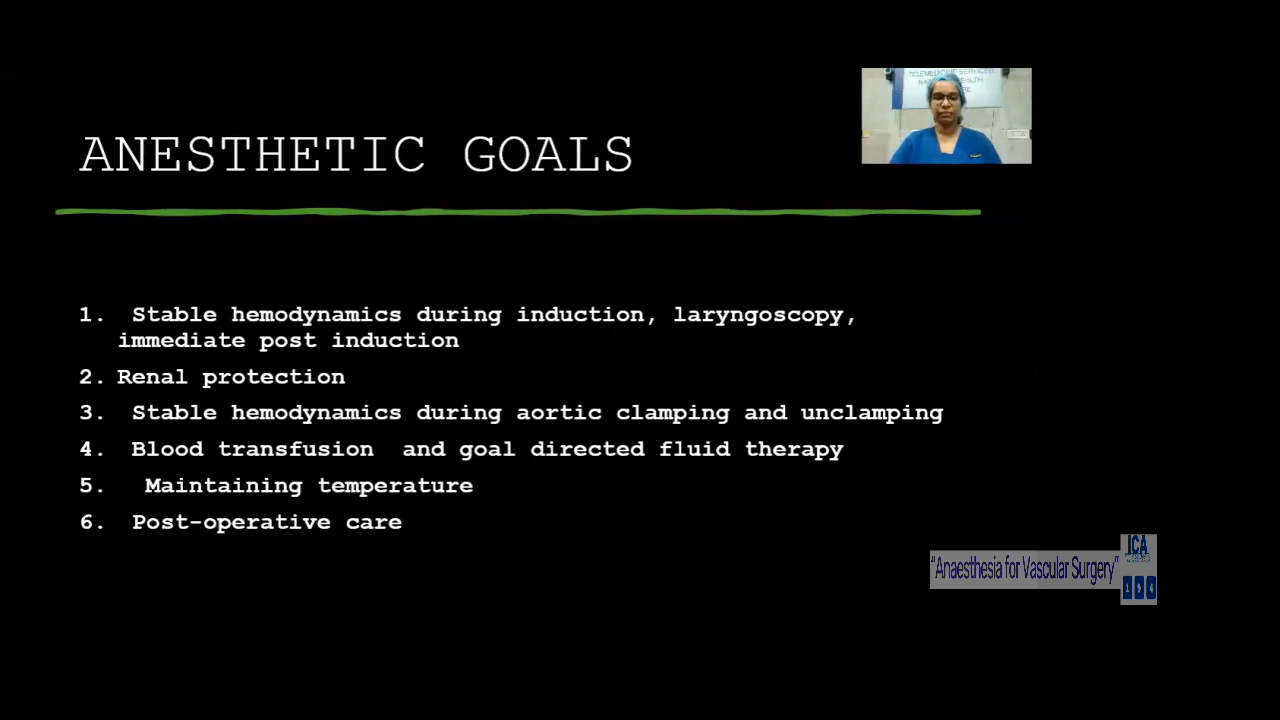 ANESTHETIC GOALS
1. Stable hemodynamics during induction, laryngoscopy,
immediate post induction
2. Renal protection
3. Stable hemodynamics during aortic clamping and unclamping
4. Blood transfusion and goal directed fluid therapy
5. Maintaining temperature
6. Post-operative care
"Anaesthesia for Vascular Surgery"
ICA
194